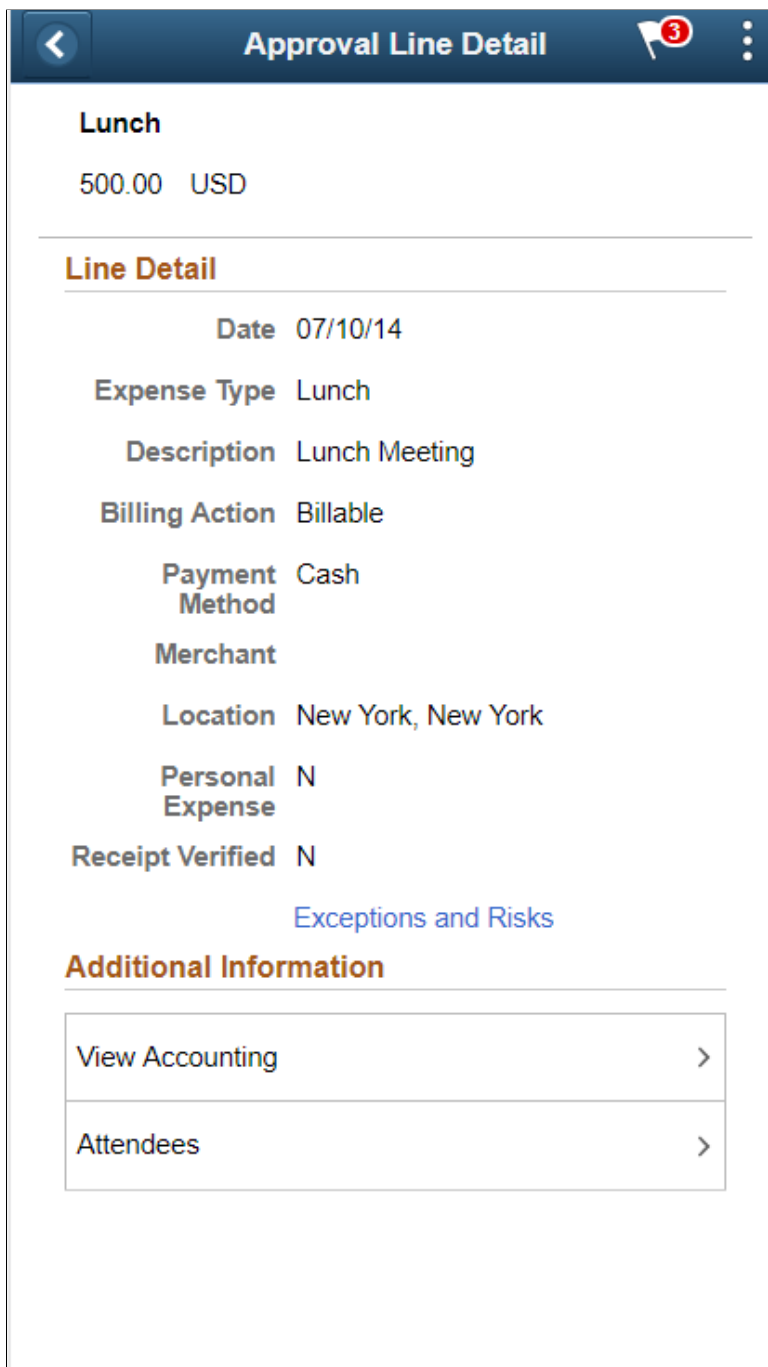 Approval Line Detail
3
Lunch
500.00 USD
Line Detail
Date 07/10/14
Expense Type Lunch
Description Lunch Meeting
Billing Action Billable
Payment Cash
Method
Merchant
Location New York, New York
Personal N
Expense
Receipt Verified N
Exceptions and Risks
Additional Information
View Accounting
Attendees